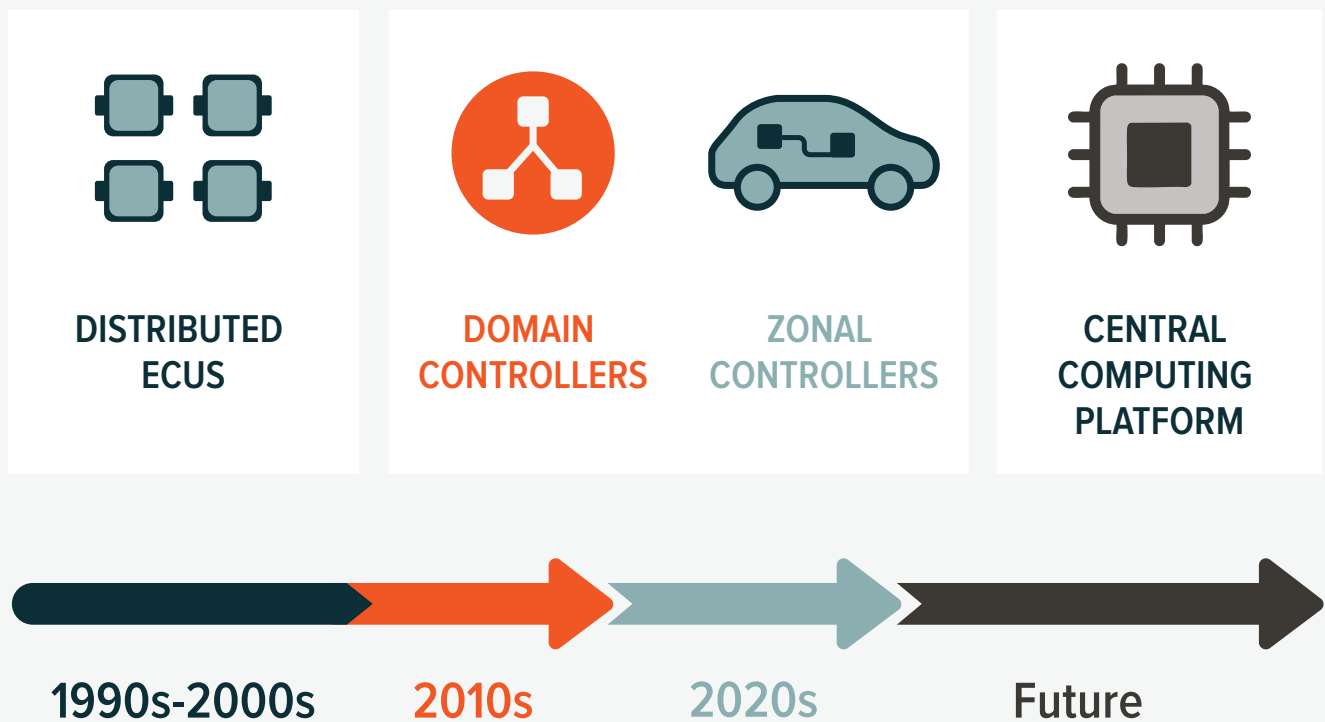 DISTRIBUTED
ECUS
DOMAIN
CONTROLLERS
ZONAL
CONTROLLERS
CENTRAL
COMPUTING
PLATFORM
1990s-2000s
2010s
2020s
Future